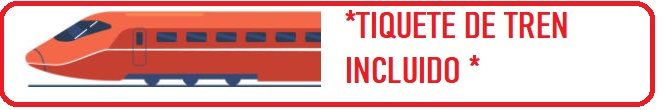 *TIQUETE DE TREN
INCLUIDO *